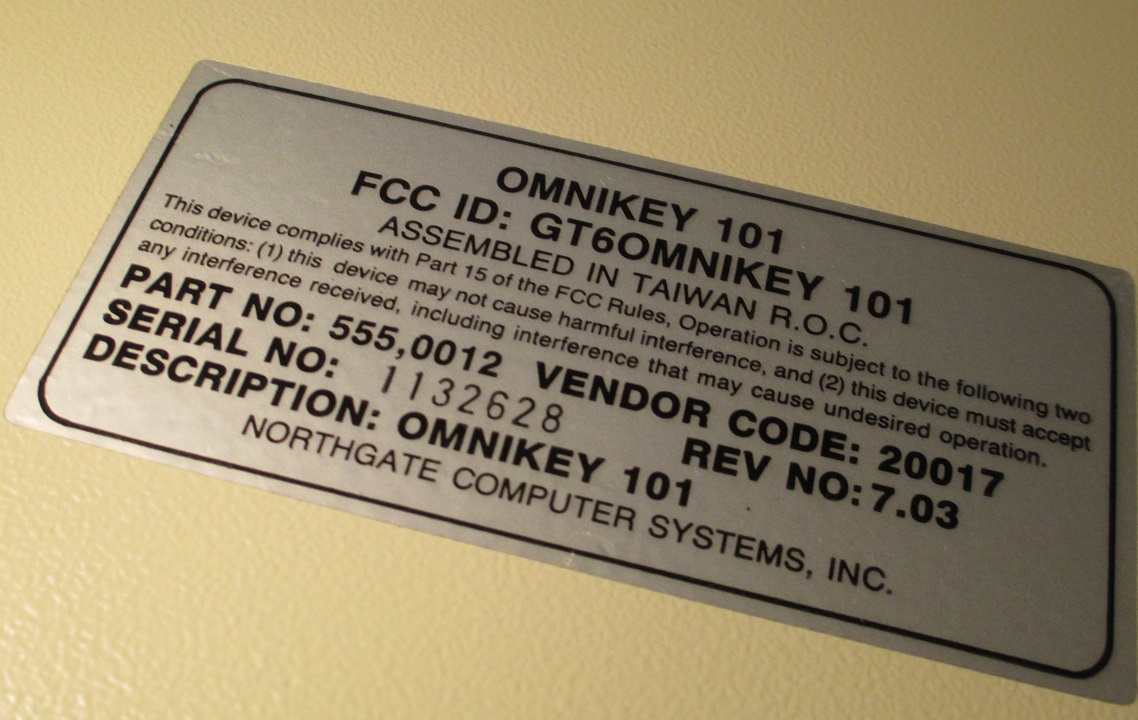 OMNIKEY 101
FCC ID: GT6OMNIKEY 101
ASSEMBLED IN TAIWAN R.O.C.
This device complies with Part 15 of the FCC Rules, Operation is subject to the following two
conditions: (1) this device may not cause harmful interference, and (2) this device must accept
any interference received, including interference that may cause undesired operation.
PART NO: 555,0012 VENDOR CODE: 20017
SERIAL NO: 1132628 REV NO: 7.03
DESCRIPTION: OMNIKEY 101
NORTHGATE COMPUTER SYSTEMS, INC.